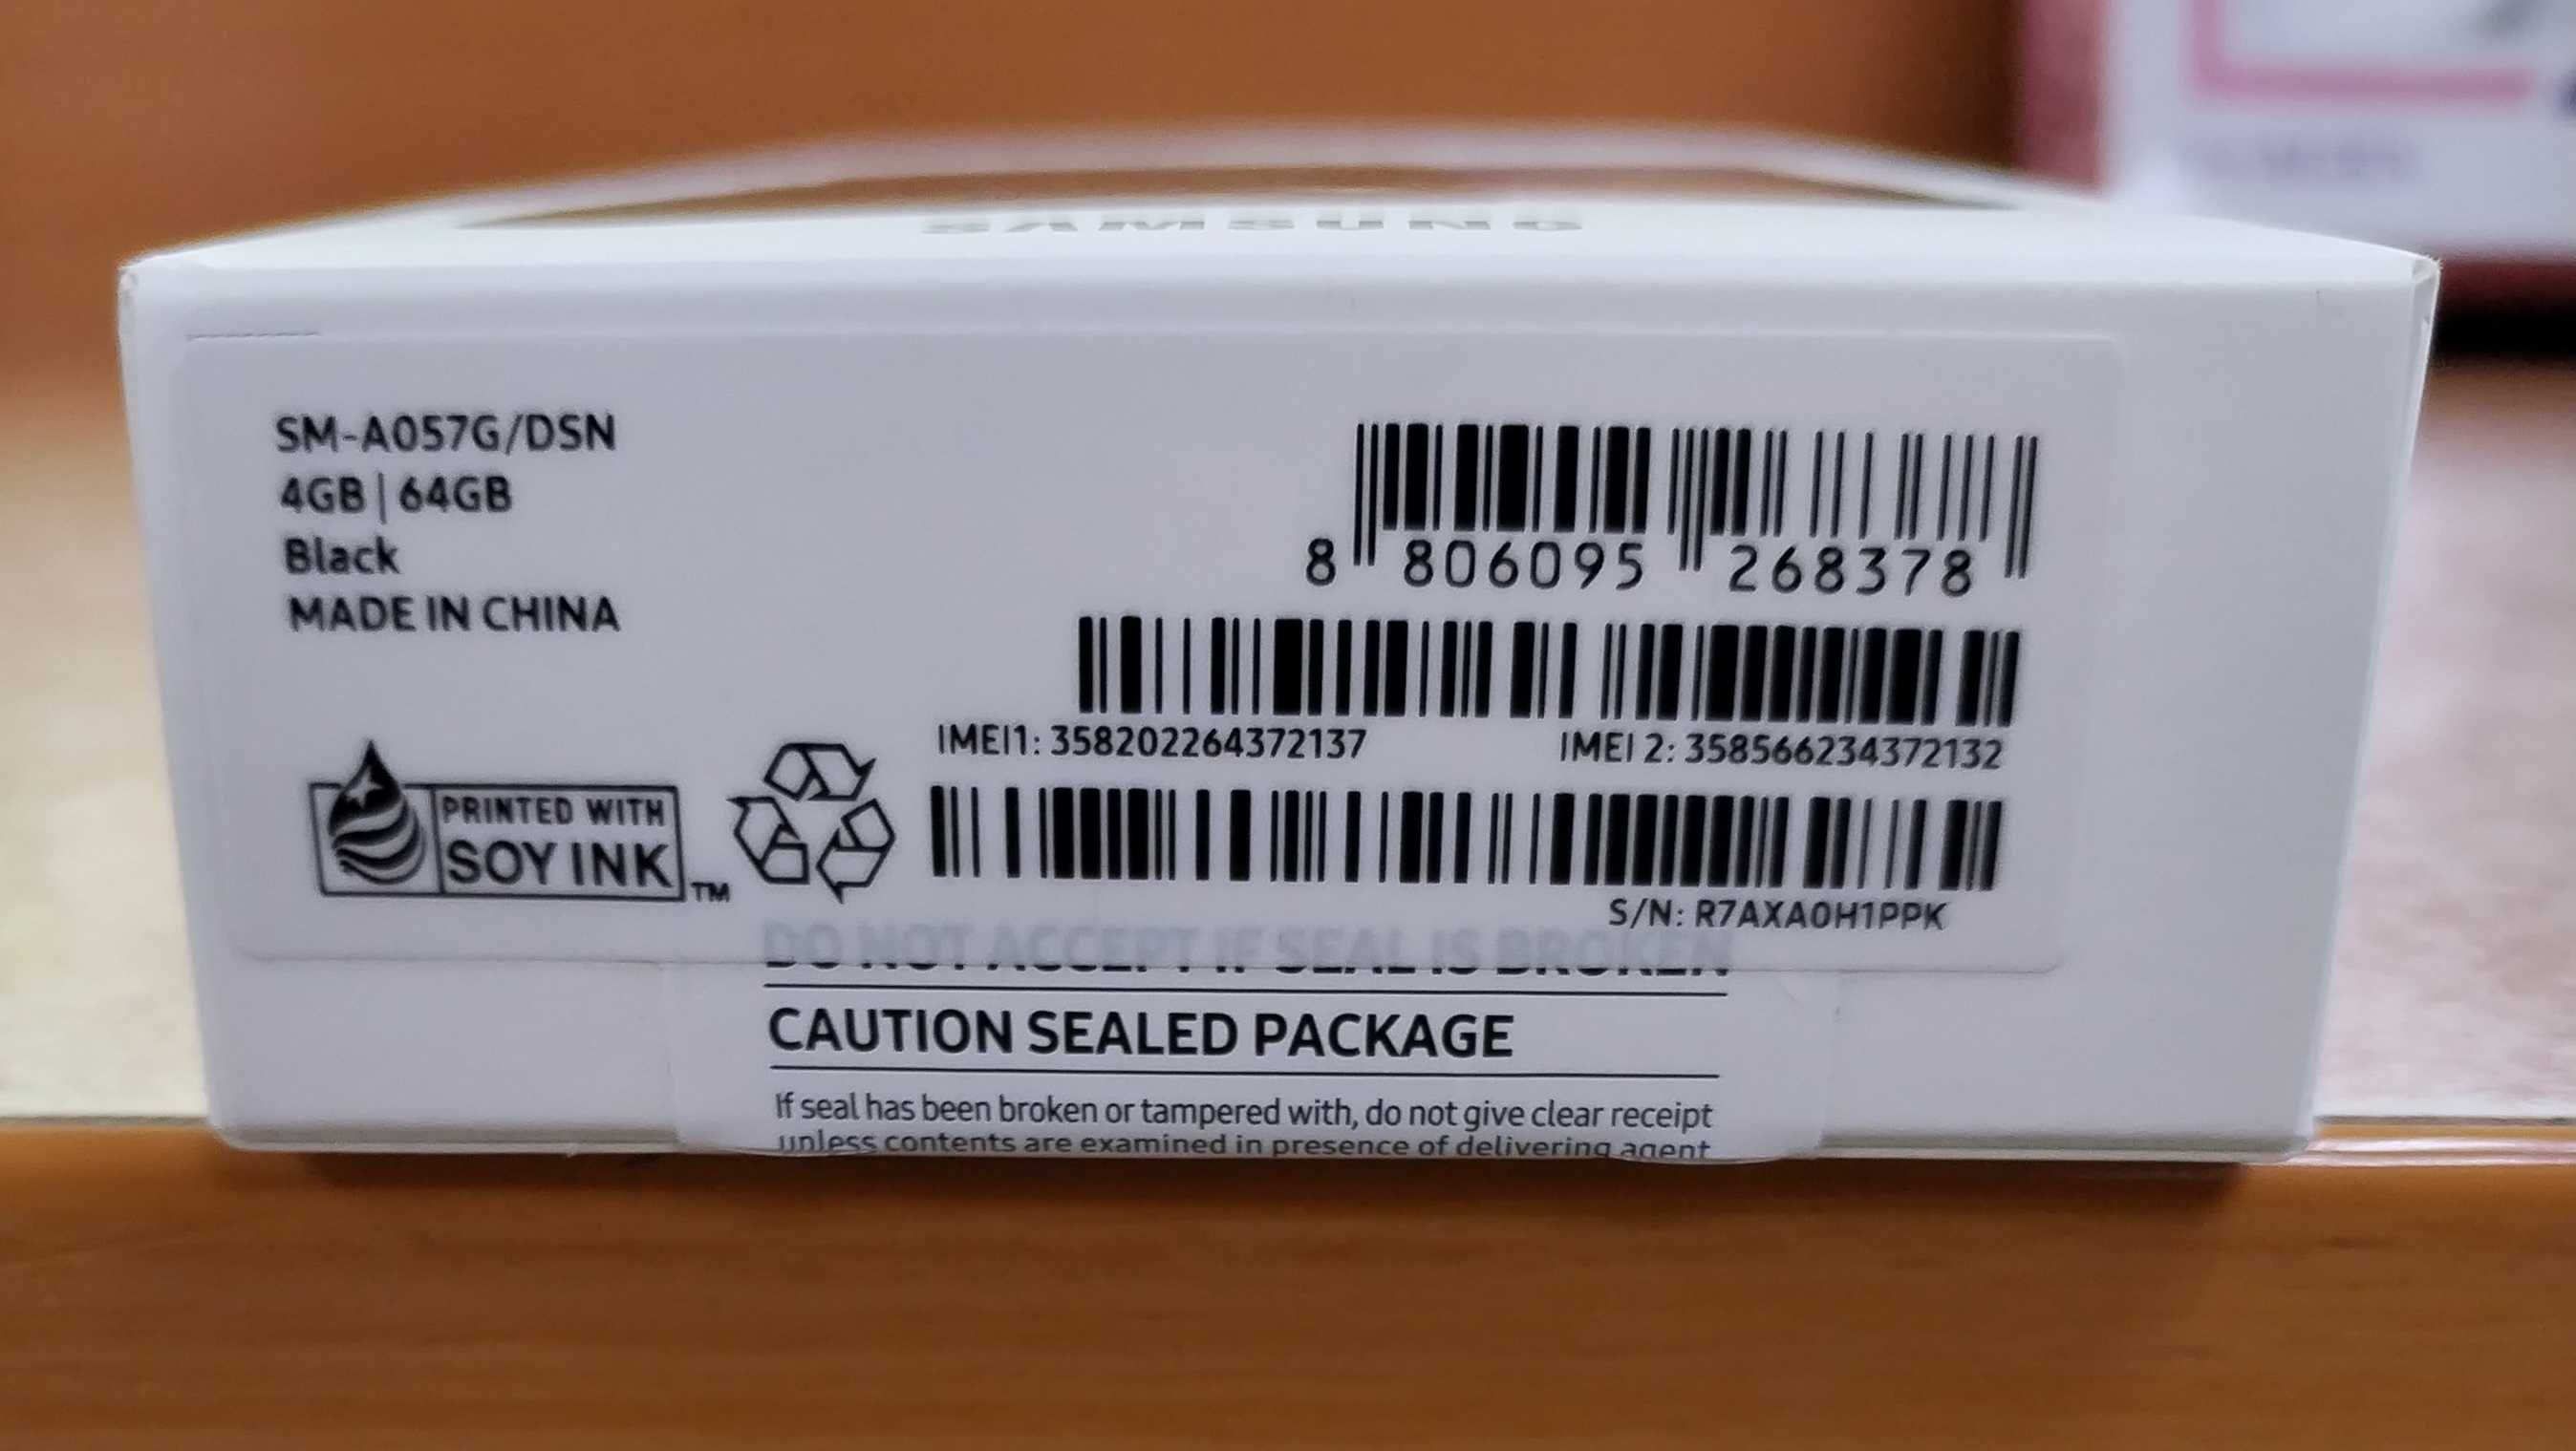 SAMSUNG
SM-A057G/DSN
4GB | 64GB
Black
MADE IN CHINA
8 806095 268378
IMEI1: 358202264372137
IMEI 2: 358566234372132
PRINTED WITH
SOY INK
TM
S/N: R7AXA0H1PPK
DO NOT ACCEPT IF SEAL IS BROKEN
CAUTION SEALED PACKAGE
If seal has been broken or tampered with, do not give clear receipt
unless contents are examined in presence of delivering agent